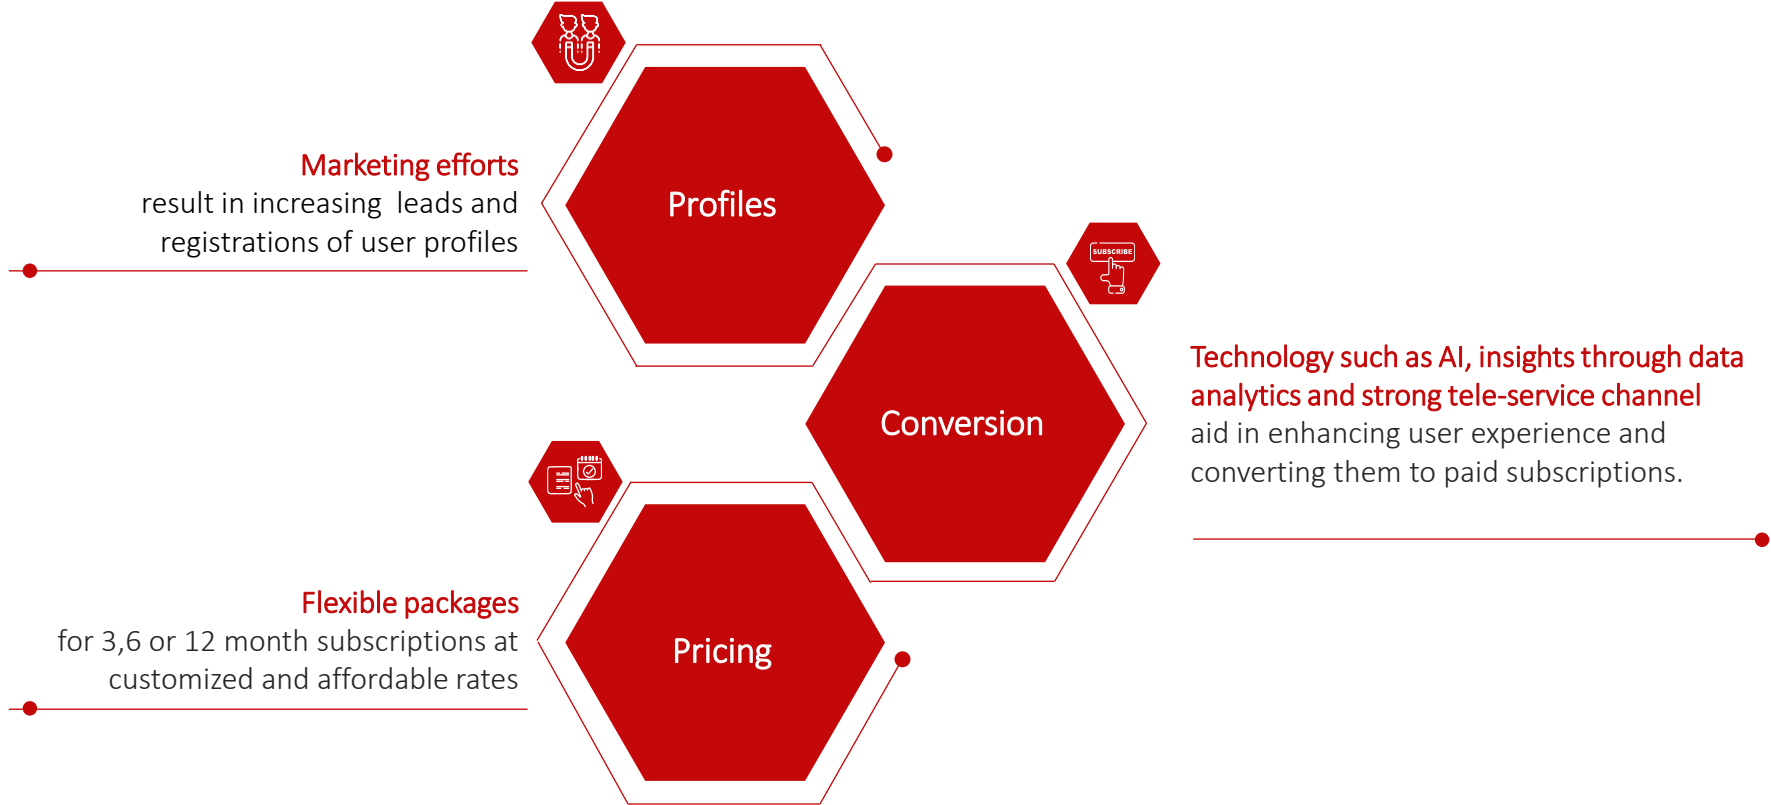 Marketing efforts
result in increasing  leads and
registrations of user profiles
Profiles
SUBSCRIBE
Conversion
Technology such as AI, insights through data
analytics and strong tele-service channel
aid in enhancing user experience and
converting them to paid subscriptions.
Flexible packages
for 3,6 or 12 month subscriptions at
customized and affordable rates
Pricing